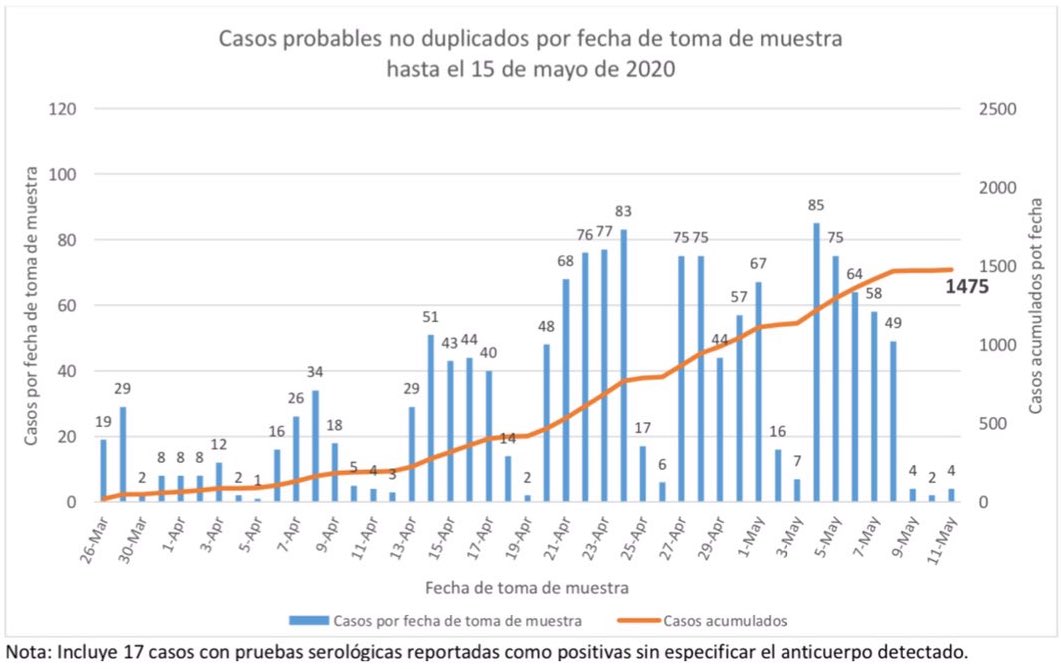 Casos probables no duplicados por fecha de toma de muestra
hasta el 15 de mayo de 2020
Casos por fecha de toma de muestra
120
100
80
60
40
20
0
19
29
2
8
8
8
12
2
1
16
26
34
18
5
4
3
29
51
43
44
40
14
2
48
68
76
77
83
17
6
75
75
44
57
67
16
7
85
75
64
58
49
4
2
4
1475
2500
2000
1500
1000
500
0
Casos acumulados pot fecha
26-Mar
30-Mar
1-Apr
3-Apr
5-Apr
7-Apr
9-Apr
11-Apr
13-Apr
15-Apr
17-Apr
19-Apr
21-Apr
23-Apr
25-Apr
27-Apr
29-Apr
1-May
3-May
5-May
7-May
9-May
11-May
Fecha de toma de muestra
Casos por fecha de toma de muestra
Casos acumulados
Nota: Incluye 17 casos con pruebas serológicas reportadas como positivas sin especificar el anticuerpo detectado.